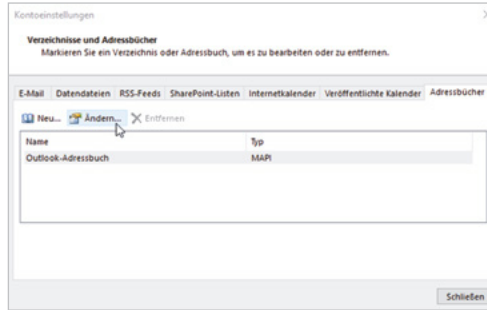 Kontoeinstellungen
Verzeichnisse und Adressbücher
Markieren Sie ein Verzeichnis oder Adressbuch, um es zu bearbeiten oder zu entfernen.
E-Mail Datendateien RSS-Feeds SharePoint-Listen Internetkalender Veröffentlichte Kalender Adressbücher
Neu... Ändern... Entfernen
Name Typ
Outlook-Adressbuch MAPI
Schließen